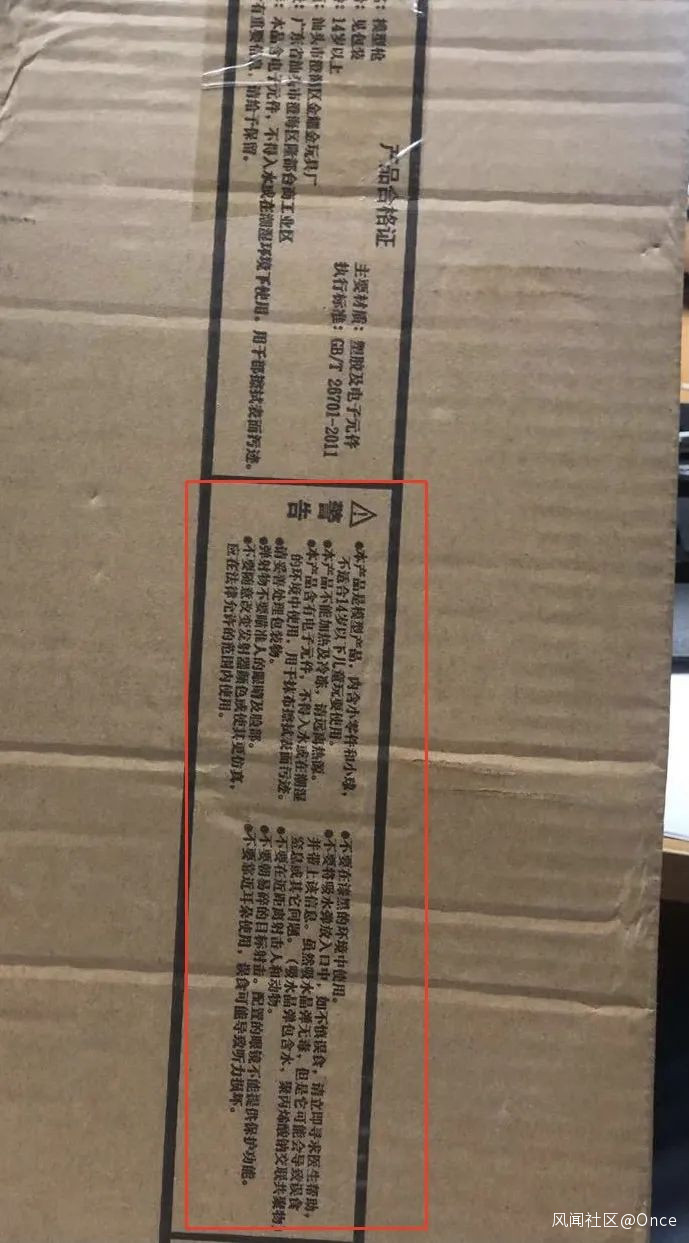 ：模型枪
：见包装
：14岁以上
：汕头市澄海区金耀金玩具厂
：广东省汕头市澄海区隆都台商工业区
：本品含电子元件，不得入水或在潮湿环境下使用。用干部擦拭表面污迹。
有重要信息，请给予保留。
产品合格证
主要材质：塑胶及电子元件
执行标准：GB/T 26701-2011
警告
●本产品是模型产品，内含小零件和小球，
不适合14岁以下儿童玩耍使用。
●本产品不能加热及冷冻，请远离热源。
●本产品含有电子元件，不得入水或在潮湿
的环境中使用，用干抹布擦拭表面污迹。
●请妥善处理包装物。
●弹射物不要瞄准人的眼睛及脸部。
●不要随意改变发射器颜色或使其更仿真，
应在法律允许的范围内使用。
●不要在漆黑的环境中使用。
●不要将吸水弹放入口中，如不慎误食，请立即寻求医生帮助，
并带上该信息。虽然吸水晶弹无毒，但是它可能会导致误食
窒息或其它问题。（吸水晶弹包含水，聚丙烯酸钠交联共聚物）
●不要在近距离射击人和动物。
●不要朝易碎的目标射击。配置的眼镜不能提供保护功能。
●不要靠近耳朵使用，误食可能导致听力损坏。
风闻社区@Once